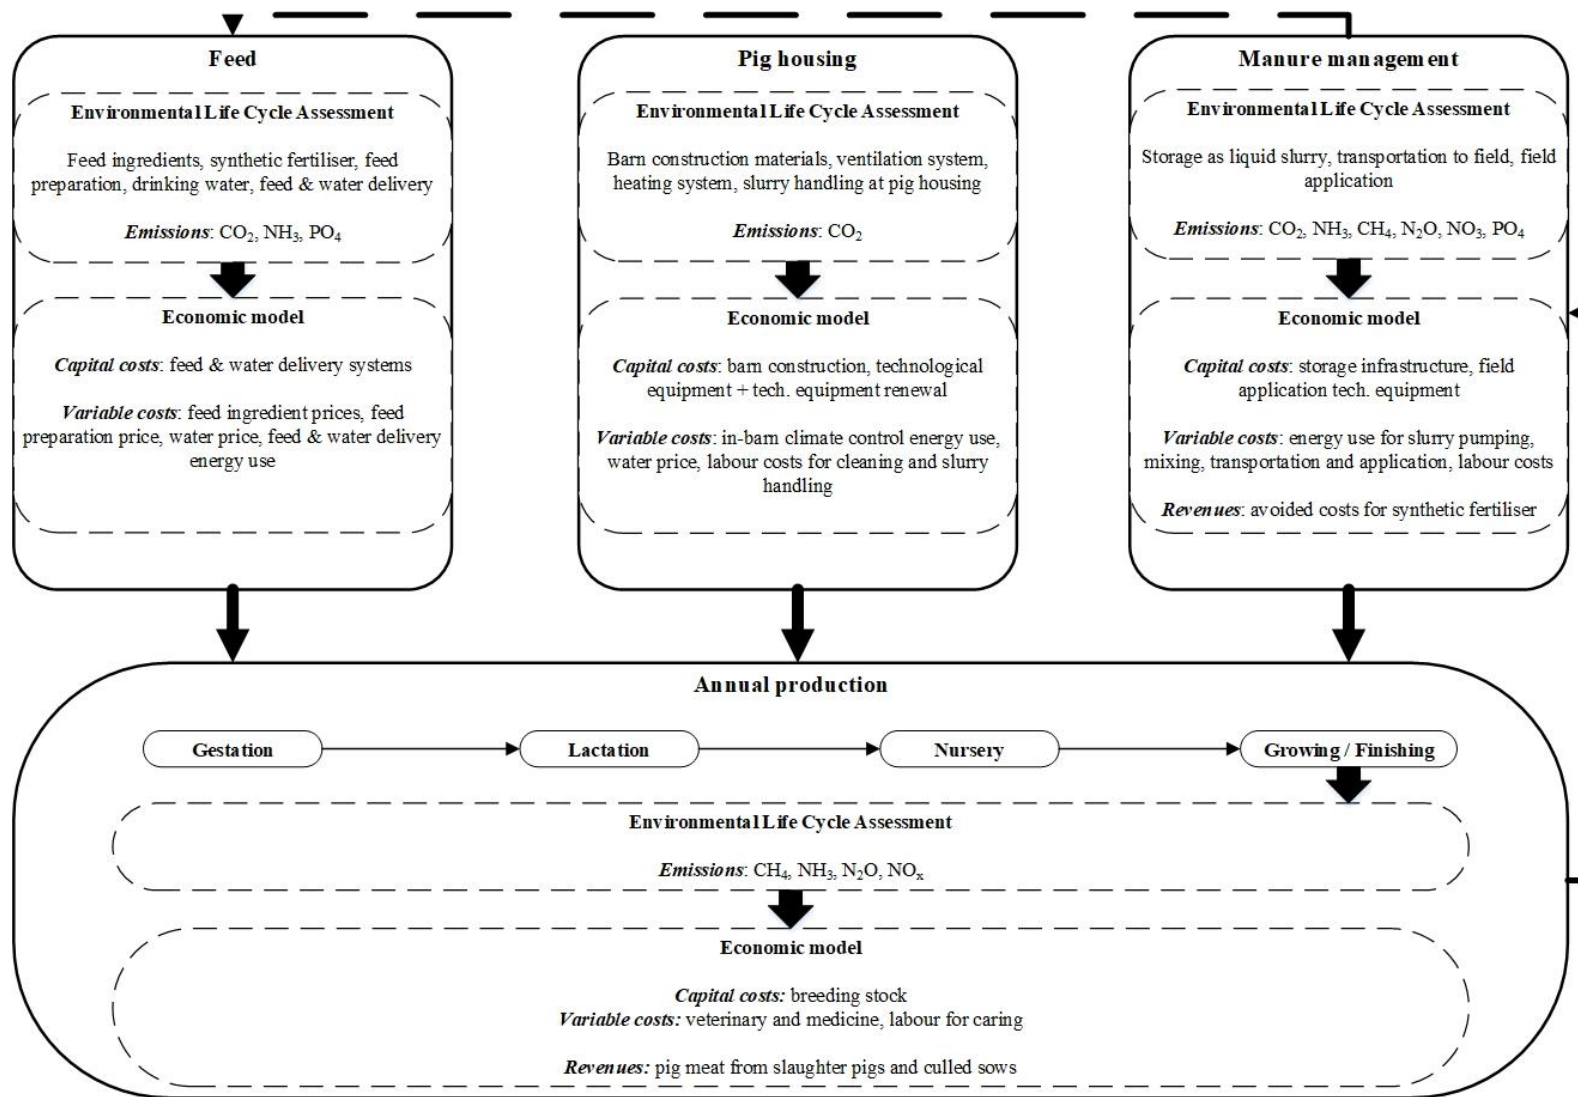 Feed
Environmental Life Cycle Assessment
Feed ingredients, synthetic fertiliser, feed
preparation, drinking water, feed & water delivery
Emissions: CO₂, NH₃, PO₄
Economic model
Capital costs: feed & water delivery systems
Variable costs: feed ingredient prices, feed
preparation price, water price, feed & water delivery
energy use
Pig housing
Environmental Life Cycle Assessment
Barn construction materials, ventilation system,
heating system, slurry handling at pig housing
Emissions: CO₂
Economic model
Capital costs: barn construction, technological
equipment + tech. equipment renewal
Variable costs: in-barn climate control energy use,
water price, labour costs for cleaning and slurry
handling
Manure management
Environmental Life Cycle Assessment
Storage as liquid slurry, transportation to field, field
application
Emissions: CO₂, NH₃, CH₄, N₂O, NO₃, PO₄
Economic model
Capital costs: storage infrastructure, field
application tech. equipment
Variable costs: energy use for slurry pumping,
mixing, transportation and application, labour costs
Revenues: avoided costs for synthetic fertiliser
Annual production
Gestation
Lactation
Nursery
Growing / Finishing
Environmental Life Cycle Assessment
Emissions: CH₄, NH₃, N₂O, NOₓ
Economic model
Capital costs: breeding stock
Variable costs: veterinary and medicine, labour for caring
Revenues: pig meat from slaughter pigs and culled sows